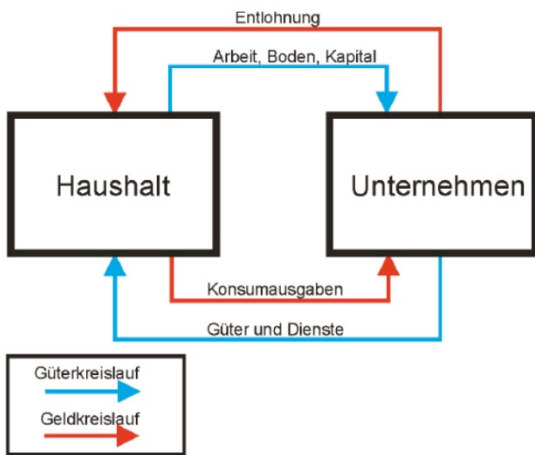 Entlohnung
Arbeit, Boden, Kapital
Haushalt
Unternehmen
Konsumausgaben
Güter und Dienste
Güterkreislauf
Geldkreislauf